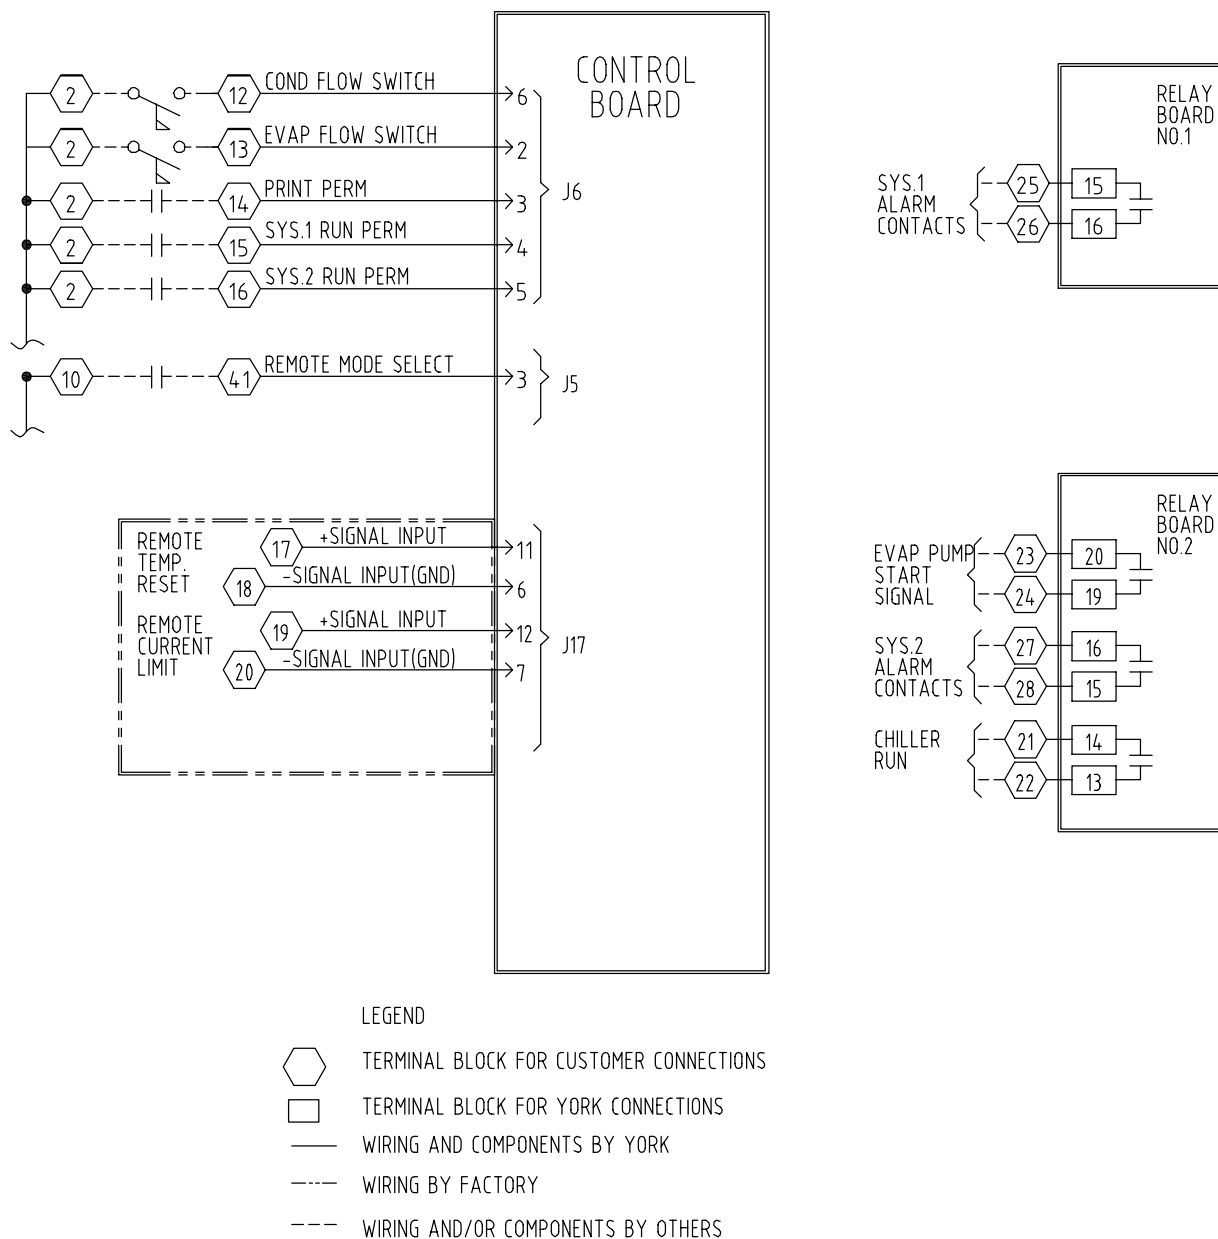 CONTROL
BOARD
2 12 COND FLOW SWITCH 6
2 13 EVAP FLOW SWITCH 2
2 14 PRINT PERM 3
2 15 SYS.1 RUN PERM 4
2 16 SYS.2 RUN PERM 5
J6
10 41 REMOTE MODE SELECT 3
J5
REMOTE
TEMP.
RESET
17 +SIGNAL INPUT 11
18 -SIGNAL INPUT(GND) 6
REMOTE
CURRENT
LIMIT
19 +SIGNAL INPUT 12
20 -SIGNAL INPUT(GND) 7
J17
RELAY
BOARD
NO.1
SYS.1
ALARM
CONTACTS
25 15
26 16
RELAY
BOARD
NO.2
EVAP PUMP
START
SIGNAL
23 20
24 19
SYS.2
ALARM
CONTACTS
27 16
28 15
CHILLER
RUN
21 14
22 13
LEGEND
TERMINAL BLOCK FOR CUSTOMER CONNECTIONS
TERMINAL BLOCK FOR YORK CONNECTIONS
WIRING AND COMPONENTS BY YORK
WIRING BY FACTORY
WIRING AND/OR COMPONENTS BY OTHERS